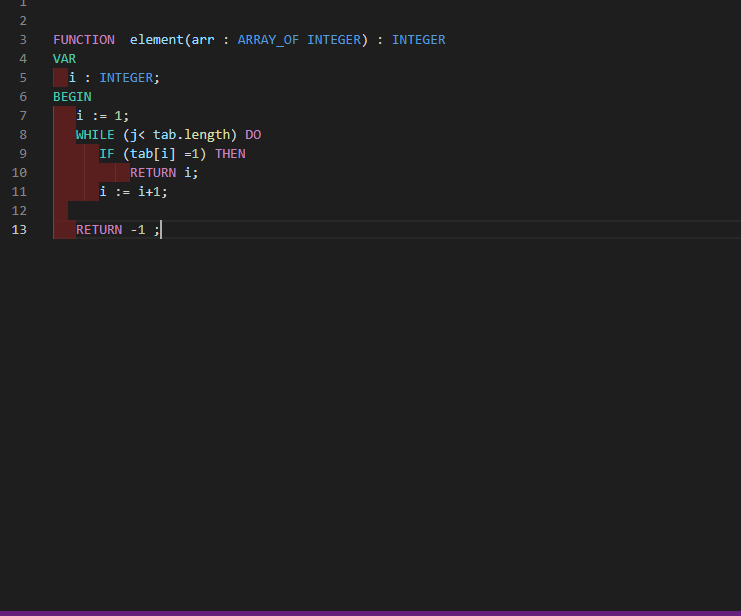 1
2
3 FUNCTION  element(arr : ARRAY_OF INTEGER) : INTEGER
4 VAR
5   i : INTEGER;
6 BEGIN
7    i := 1;
8    WHILE (j< tab.length) DO
9       IF (tab[i] =1) THEN
10          RETURN i;
11      i := i+1;
12
13   RETURN -1 ;